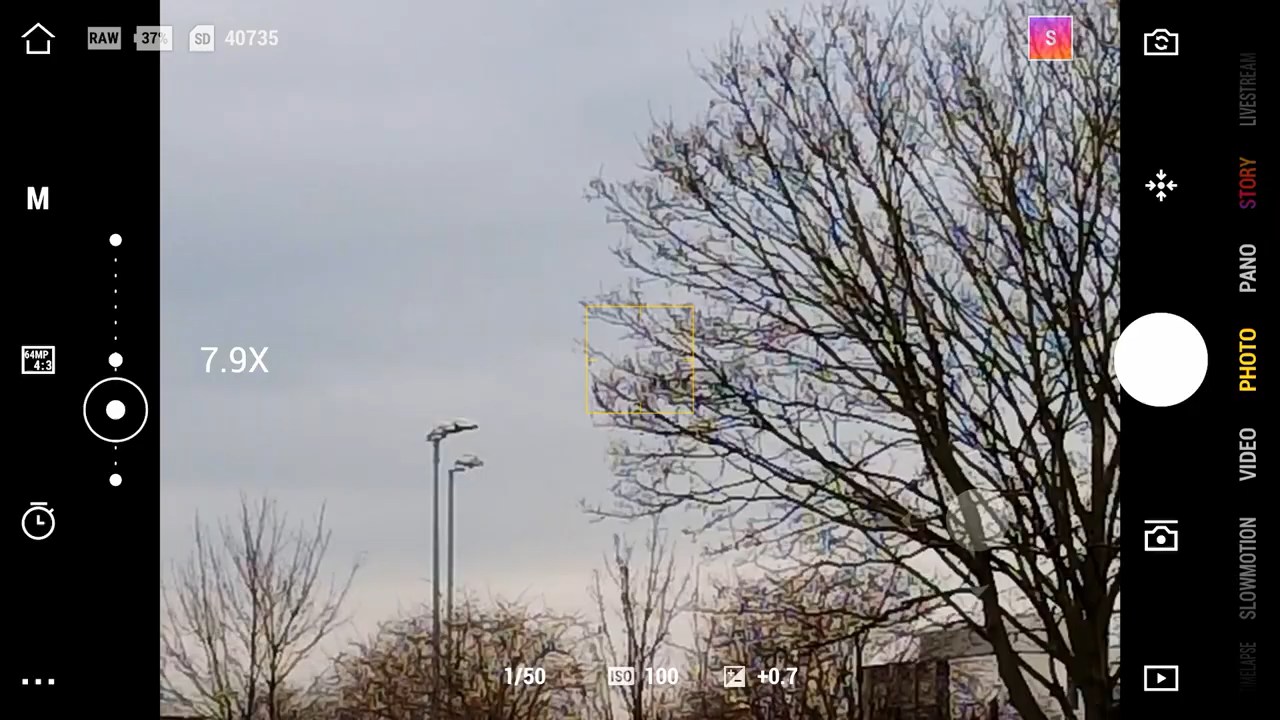 RAW 37% SD 40735
S
M
64MP
4:3
7.9X
1/50 ISO 100 +0.7
LIVESTREAM
STORY
PANO
PHOTO
VIDEO
SLOWMOTION
TIMELAPSE